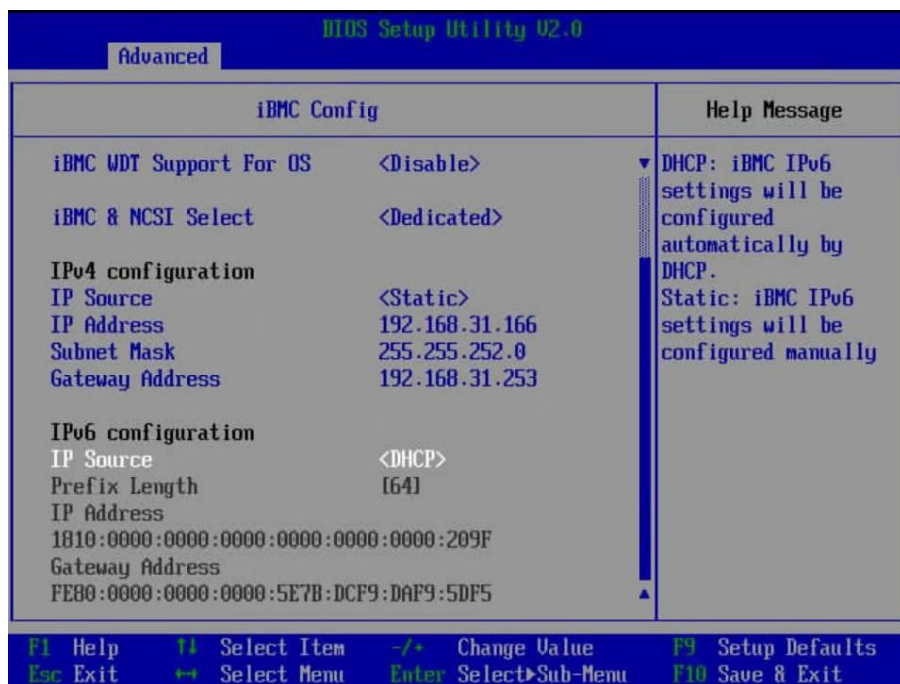 BIOS Setup Utility V2.0
Advanced
iBMC Config
Help Message
iBMC WDT Support For OS <Disable>
iBMC & NCSI Select <Dedicated>
IPv4 configuration
IP Source <Static>
IP Address 192.168.31.166
Subnet Mask 255.255.252.0
Gateway Address 192.168.31.253
IPv6 configuration
IP Source <DHCP>
Prefix Length [64]
IP Address
1810:0000:0000:0000:0000:0000:0000:209F
Gateway Address
FE80:0000:0000:0000:5E7B:DCF9:DAF9:5DF5
DHCP: iBMC IPv6
settings will be
configured
automatically by
DHCP.
Static: iBMC IPv6
settings will be
configured manually
F1 Help ↑↓ Select Item -/+ Change Value F9 Setup Defaults
Esc Exit ↔ Select Menu Enter Select▶Sub-Menu F10 Save & Exit